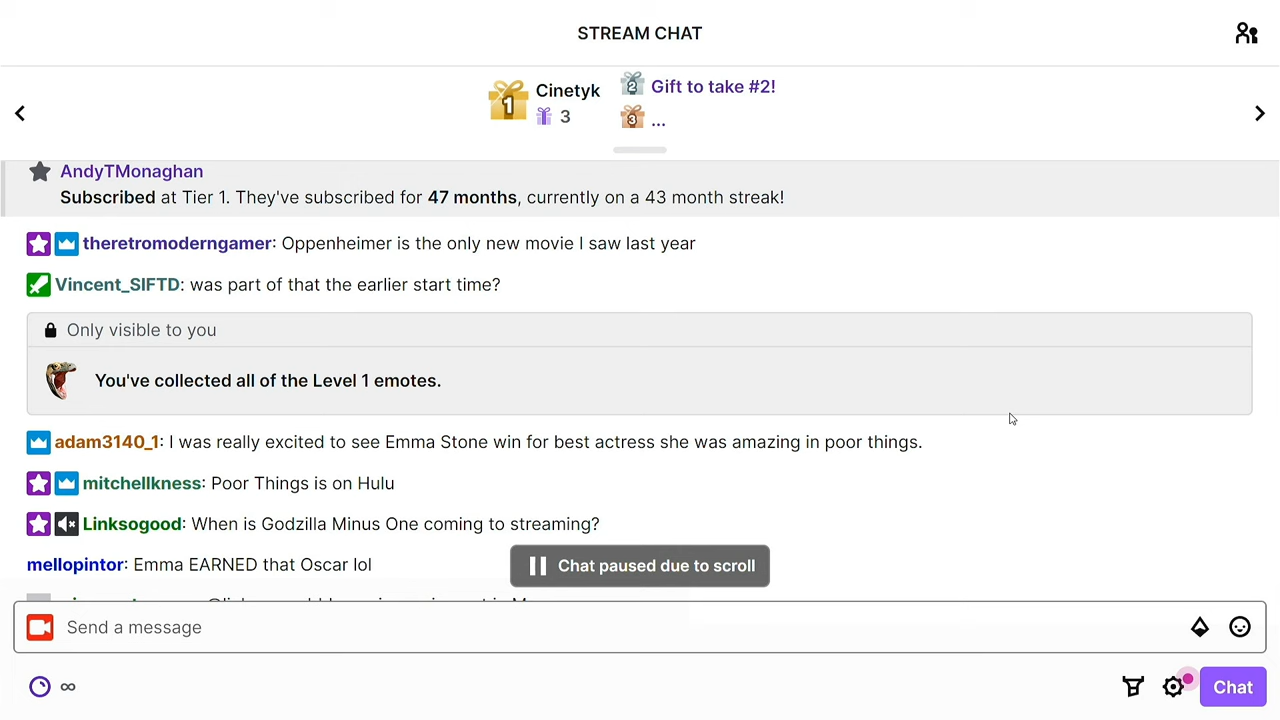 STREAM CHAT
1 Cinetyk
3
2 Gift to take #2!
3 ...
AndyTMonaghan
Subscribed at Tier 1. They've subscribed for 47 months, currently on a 43 month streak!
theretromoderngamer: Oppenheimer is the only new movie I saw last year
Vincent_SIFTD: was part of that the earlier start time?
Only visible to you
You've collected all of the Level 1 emotes.
adam3140_1: I was really excited to see Emma Stone win for best actress she was amazing in poor things.
mitchellkness: Poor Things is on Hulu
Linksogood: When is Godzilla Minus One coming to streaming?
mellopintor: Emma EARNED that Oscar lol
Chat paused due to scroll
Send a message
∞
Chat